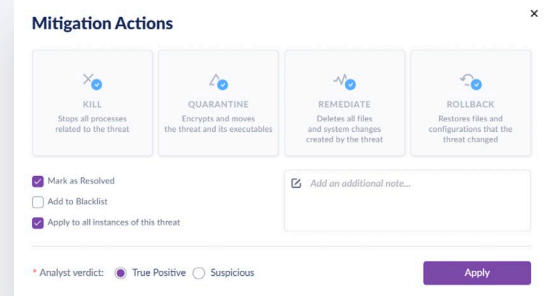 Mitigation Actions
KILL
Stops all processes
related to the threat
QUARANTINE
Encrypts and moves
the threat and its executables
REMEDIATE
Deletes all files
and system changes
created by the threat
ROLLBACK
Restores files and
configurations that the
threat changed
Mark as Resolved
Add to Blacklist
Apply to all instances of this threat
Add an additional note...
* Analyst verdict: True Positive Suspicious
Apply